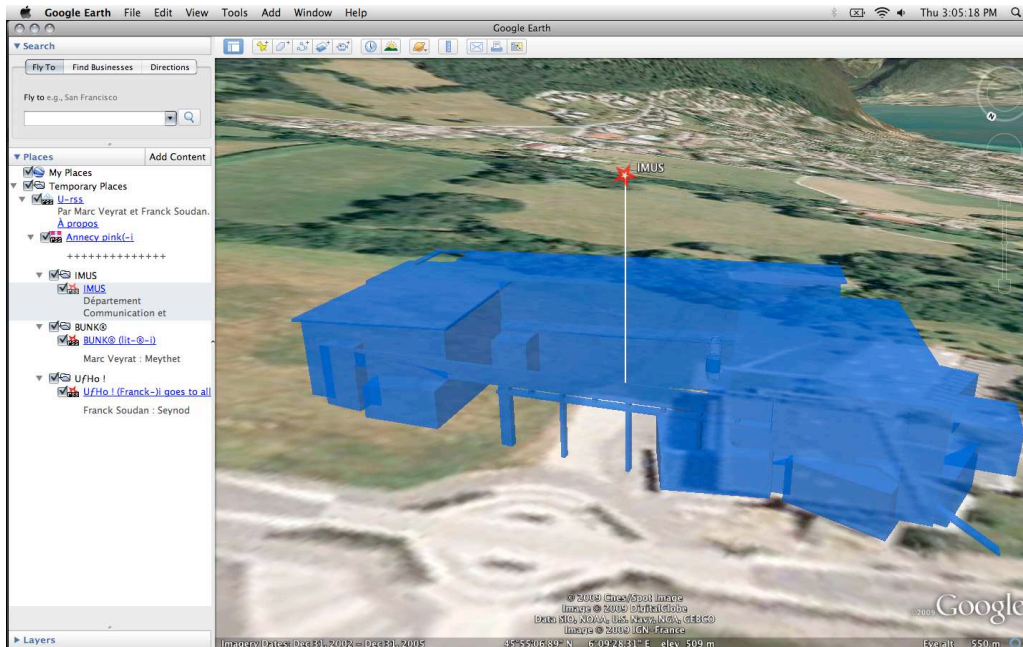 Google Earth File Edit View Tools Add Window Help Thu 3:05:18 PM
Google Earth
Search
Fly To Find Businesses Directions
Fly to e.g., San Francisco
Places Add Content
My Places
Temporary Places
U-rss
Par Marc Veyrat et Franck Soudan.
À propos
Annecy pink(-i
++++++++++++++
IMUS
IMUS
Département
Communication et
BUNK®
BUNK® (lit-®-i)
Marc Veyrat : Meythet
UƒHo !
UƒHo ! (Franck-)i goes to all
Franck Soudan : Seynod
Layers
IMUS
N
© 2009 Cnes/Spot Image
Image © 2009 DigitalGlobe
Data SIO, NOAA, U.S. Navy, NGA, GEBCO
Image © 2009 IGN-France
2009 Google
Imagery Dates: Dec 31, 2002 - Dec 31, 2005 45°55'06.89" N 6°09'28.31" E elev 509 m Eye alt 550 m